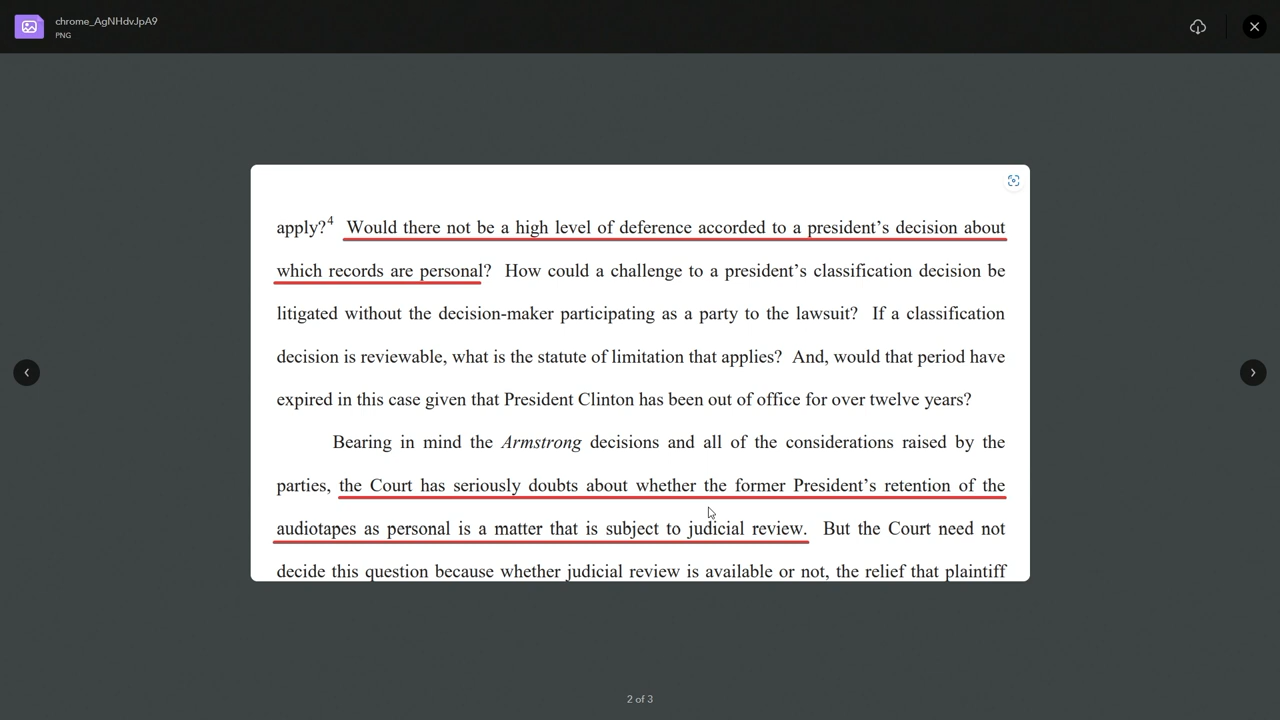 chrome_AgNHdvJpA9
PNG
apply?4 Would there not be a high level of deference accorded to a president's decision about
which records are personal? How could a challenge to a president's classification decision be
litigated without the decision-maker participating as a party to the lawsuit? If a classification
decision is reviewable, what is the statute of limitation that applies? And, would that period have
expired in this case given that President Clinton has been out of office for over twelve years?
Bearing in mind the Armstrong decisions and all of the considerations raised by the
parties, the Court has seriously doubts about whether the former President's retention of the
audiotapes as personal is a matter that is subject to judicial review. But the Court need not
decide this question because whether judicial review is available or not, the relief that plaintiff
2 of 3